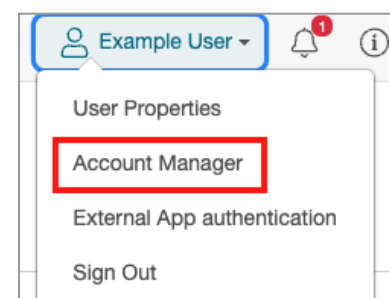 Example User
1
User Properties
Account Manager
External App authentication
Sign Out